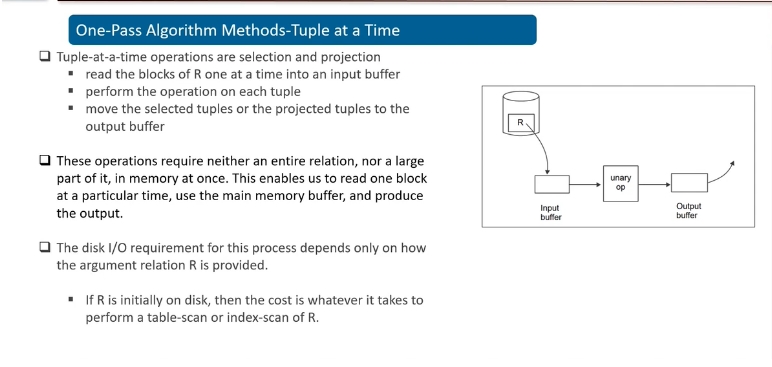 One-Pass Algorithm Methods-Tuple at a Time
❑ Tuple-at-a-time operations are selection and projection
▪ read the blocks of R one at a time into an input buffer
▪ perform the operation on each tuple
▪ move the selected tuples or the projected tuples to the
output buffer
❑ These operations require neither an entire relation, nor a large
part of it, in memory at once. This enables us to read one block
at a particular time, use the main memory buffer, and produce
the output.
❑ The disk I/O requirement for this process depends only on how
the argument relation R is provided.
▪ If R is initially on disk, then the cost is whatever it takes to
perform a table-scan or index-scan of R.
R
unary
op
Input
buffer
Output
buffer